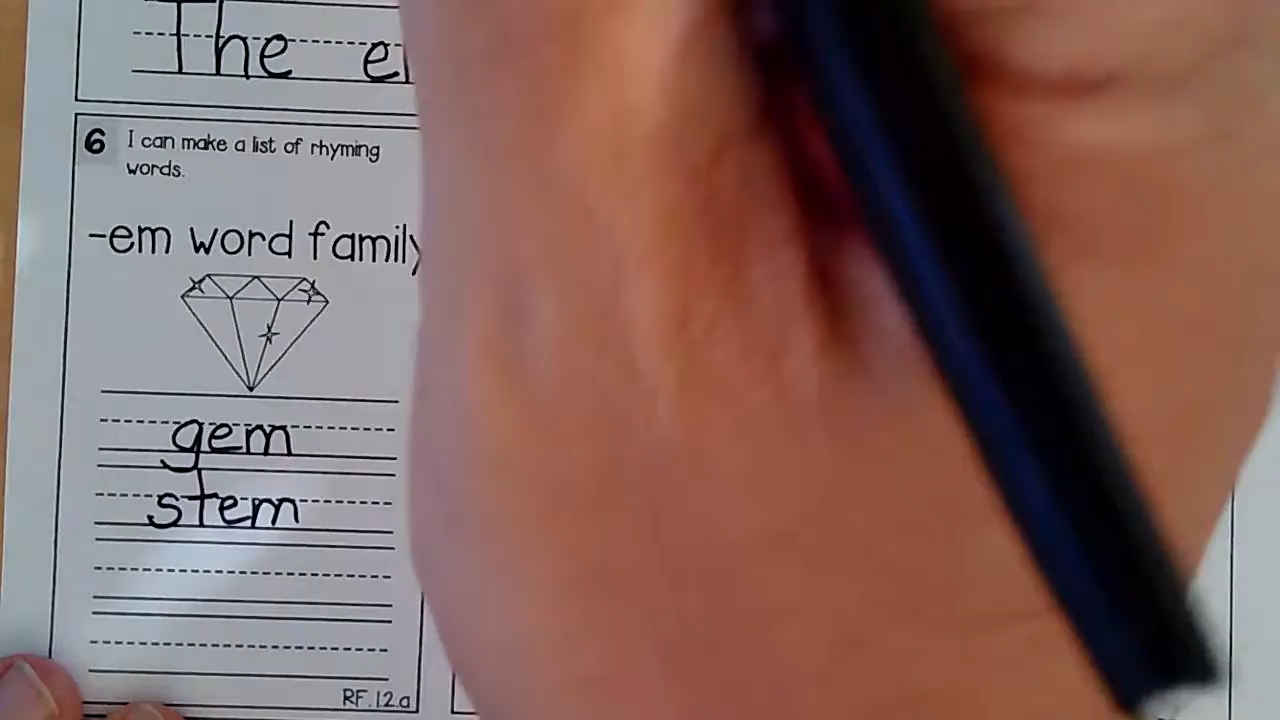 The
6 I can make a list of rhyming
words.
-em word family
gem
stem
RF.1.2.a